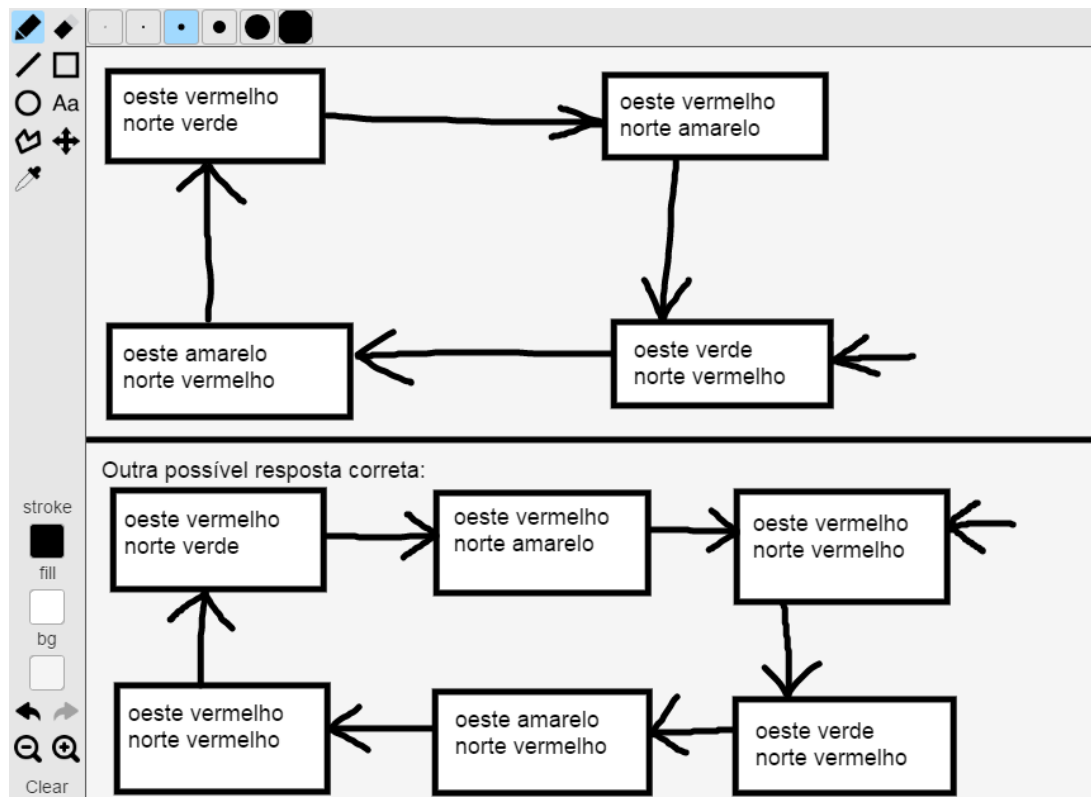 Aa
oeste vermelho
norte verde
oeste vermelho
norte amarelo
oeste amarelo
norte vermelho
oeste verde
norte vermelho
Outra possível resposta correta:
oeste vermelho
norte verde
oeste vermelho
norte amarelo
oeste vermelho
norte vermelho
oeste vermelho
norte vermelho
oeste amarelo
norte vermelho
oeste verde
norte vermelho
stroke
fill
bg
Clear